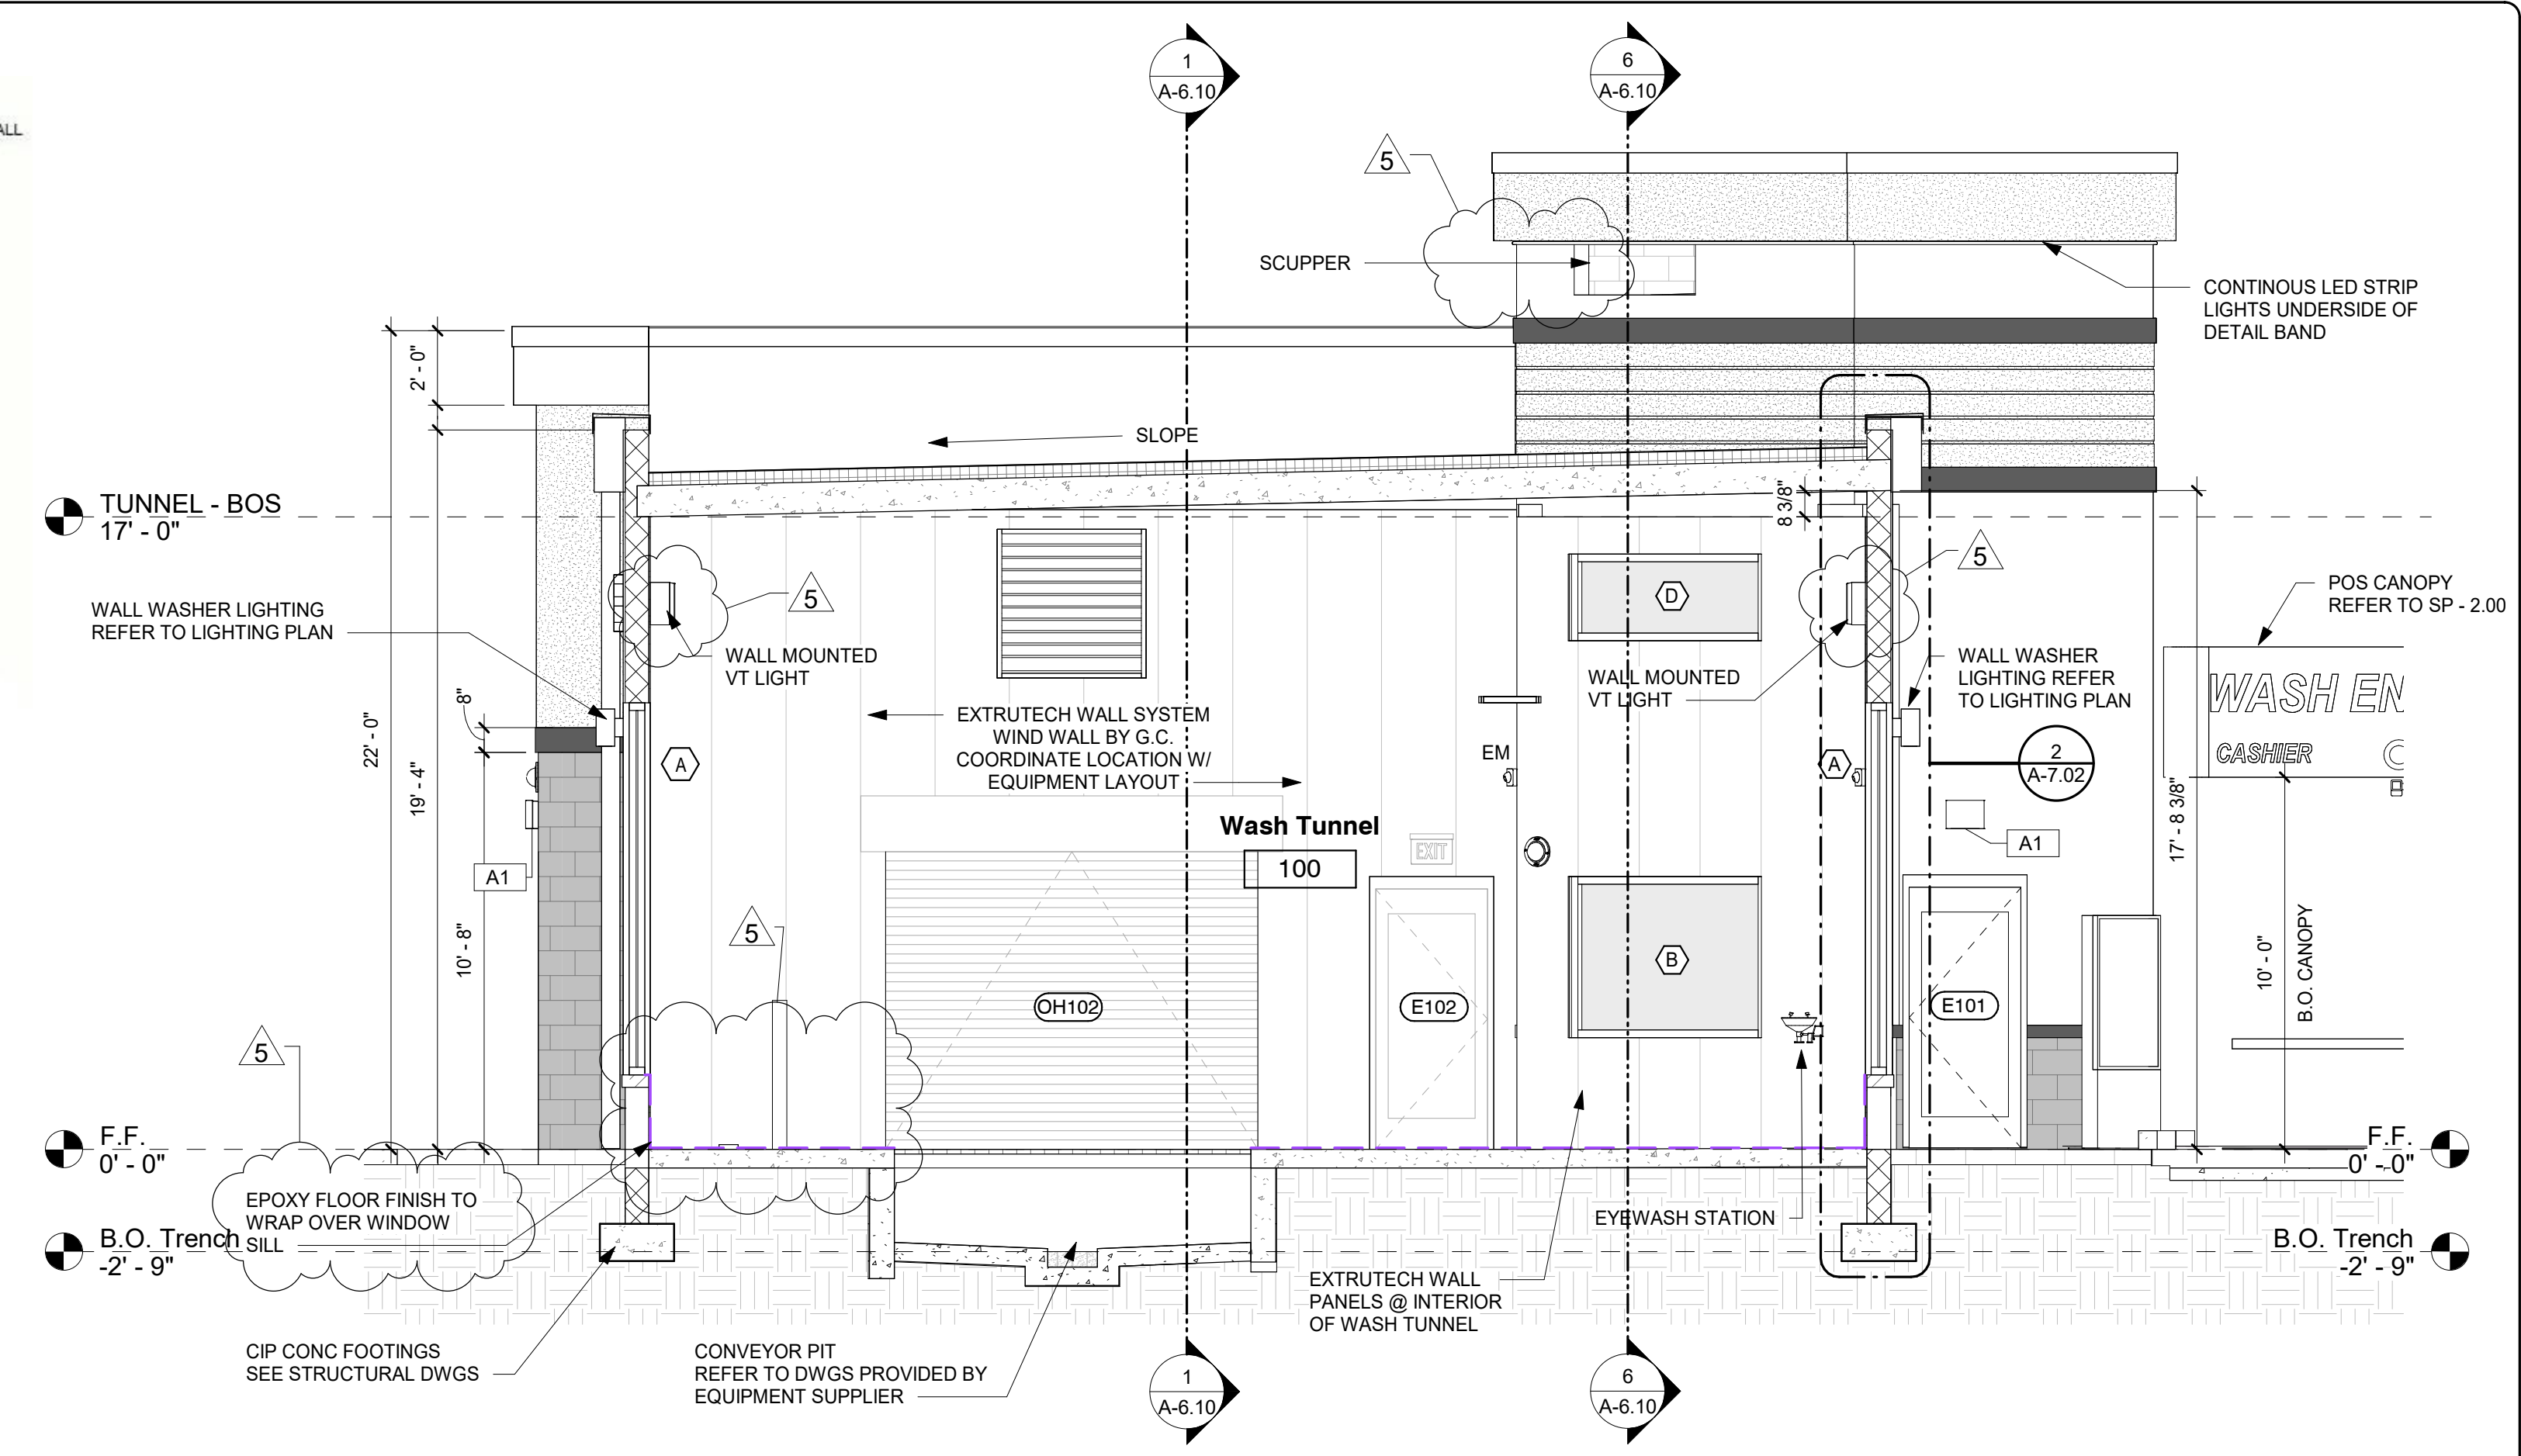 1
A-6.10
6
A-6.10
ALL
5
SCUPPER
CONTINOUS LED STRIP
LIGHTS UNDERSIDE OF
DETAIL BAND
2' - 0"
SLOPE
TUNNEL - BOS
17' - 0"
8 3/8"
5
5
POS CANOPY
REFER TO SP - 2.00
WALL WASHER LIGHTING
REFER TO LIGHTING PLAN
D
WALL MOUNTED
VT LIGHT
WALL MOUNTED
VT LIGHT
WALL WASHER
LIGHTING REFER
TO LIGHTING PLAN
8"
22' - 0"
19' - 4"
WASH EN
EXTRUTECH WALL SYSTEM
WIND WALL BY G.C.
COORDINATE LOCATION W/
EQUIPMENT LAYOUT
EM
A
A
2
A-7.02
CASHIER
17' - 8 3/8"
Wash Tunnel
100
EXIT
A1
A1
10' - 8"
5
B
10' - 0"
B.O. CANOPY
OH102
E102
E101
5
F.F.
0' - 0"
F.F.
0' - 0"
EPOXY FLOOR FINISH TO
WRAP OVER WINDOW
SILL
B.O. Trench
-2' - 9"
EYEWASH STATION
B.O. Trench
-2' - 9"
EXTRUTECH WALL
PANELS @ INTERIOR
OF WASH TUNNEL
CIP CONC FOOTINGS
SEE STRUCTURAL DWGS
CONVEYOR PIT
REFER TO DWGS PROVIDED BY
EQUIPMENT SUPPLIER
1
A-6.10
6
A-6.10